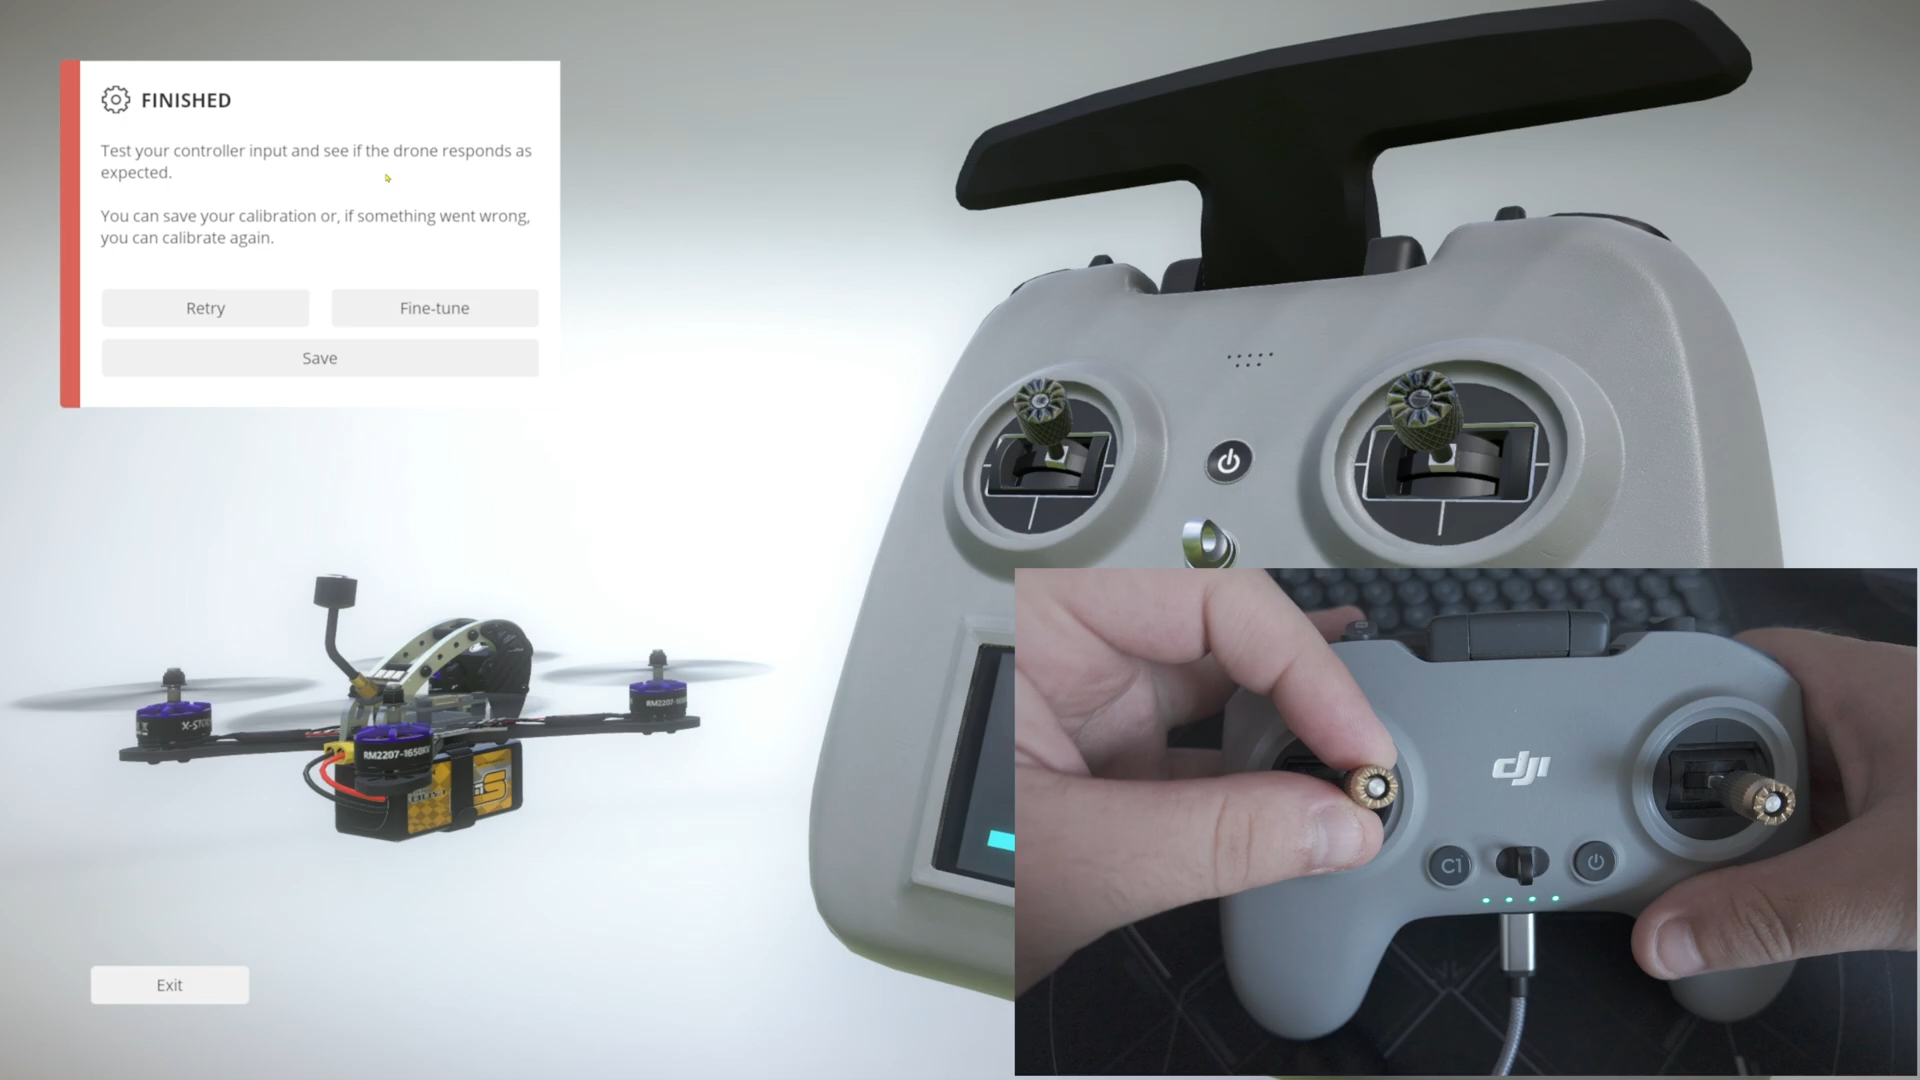 FINISHED
Test your controller input and see if the drone responds as
expected.
You can save your calibration or, if something went wrong,
you can calibrate again.
Retry
Fine-tune
Save
RM2207-1650KV
S
Exit
dji
C1